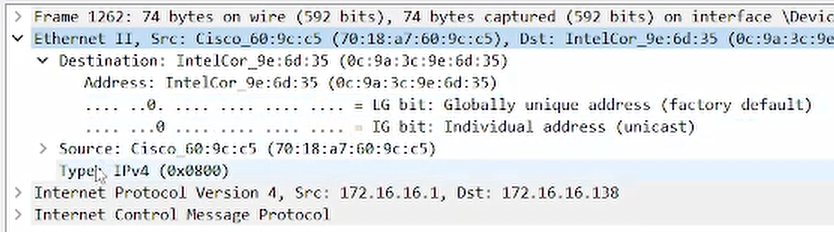 Frame 1262: 74 bytes on wire (592 bits), 74 bytes captured (592 bits) on interface \Devic
Ethernet II, Src: Cisco_60:9c:c5 (70:18:a7:60:9c:c5), Dst: IntelCor_9e:6d:35 (0c:9a:3c:9e
Destination: IntelCor_9e:6d:35 (0c:9a:3c:9e:6d:35)
Address: IntelCor_9e:6d:35 (0c:9a:3c:9e:6d:35)
.... ..0. .... .... .... .... = LG bit: Globally unique address (factory default)
.... ...0 .... .... .... .... = IG bit: Individual address (unicast)
Source: Cisco_60:9c:c5 (70:18:a7:60:9c:c5)
Type: IPv4 (0x0800)
Internet Protocol Version 4, Src: 172.16.16.1, Dst: 172.16.16.138
Internet Control Message Protocol